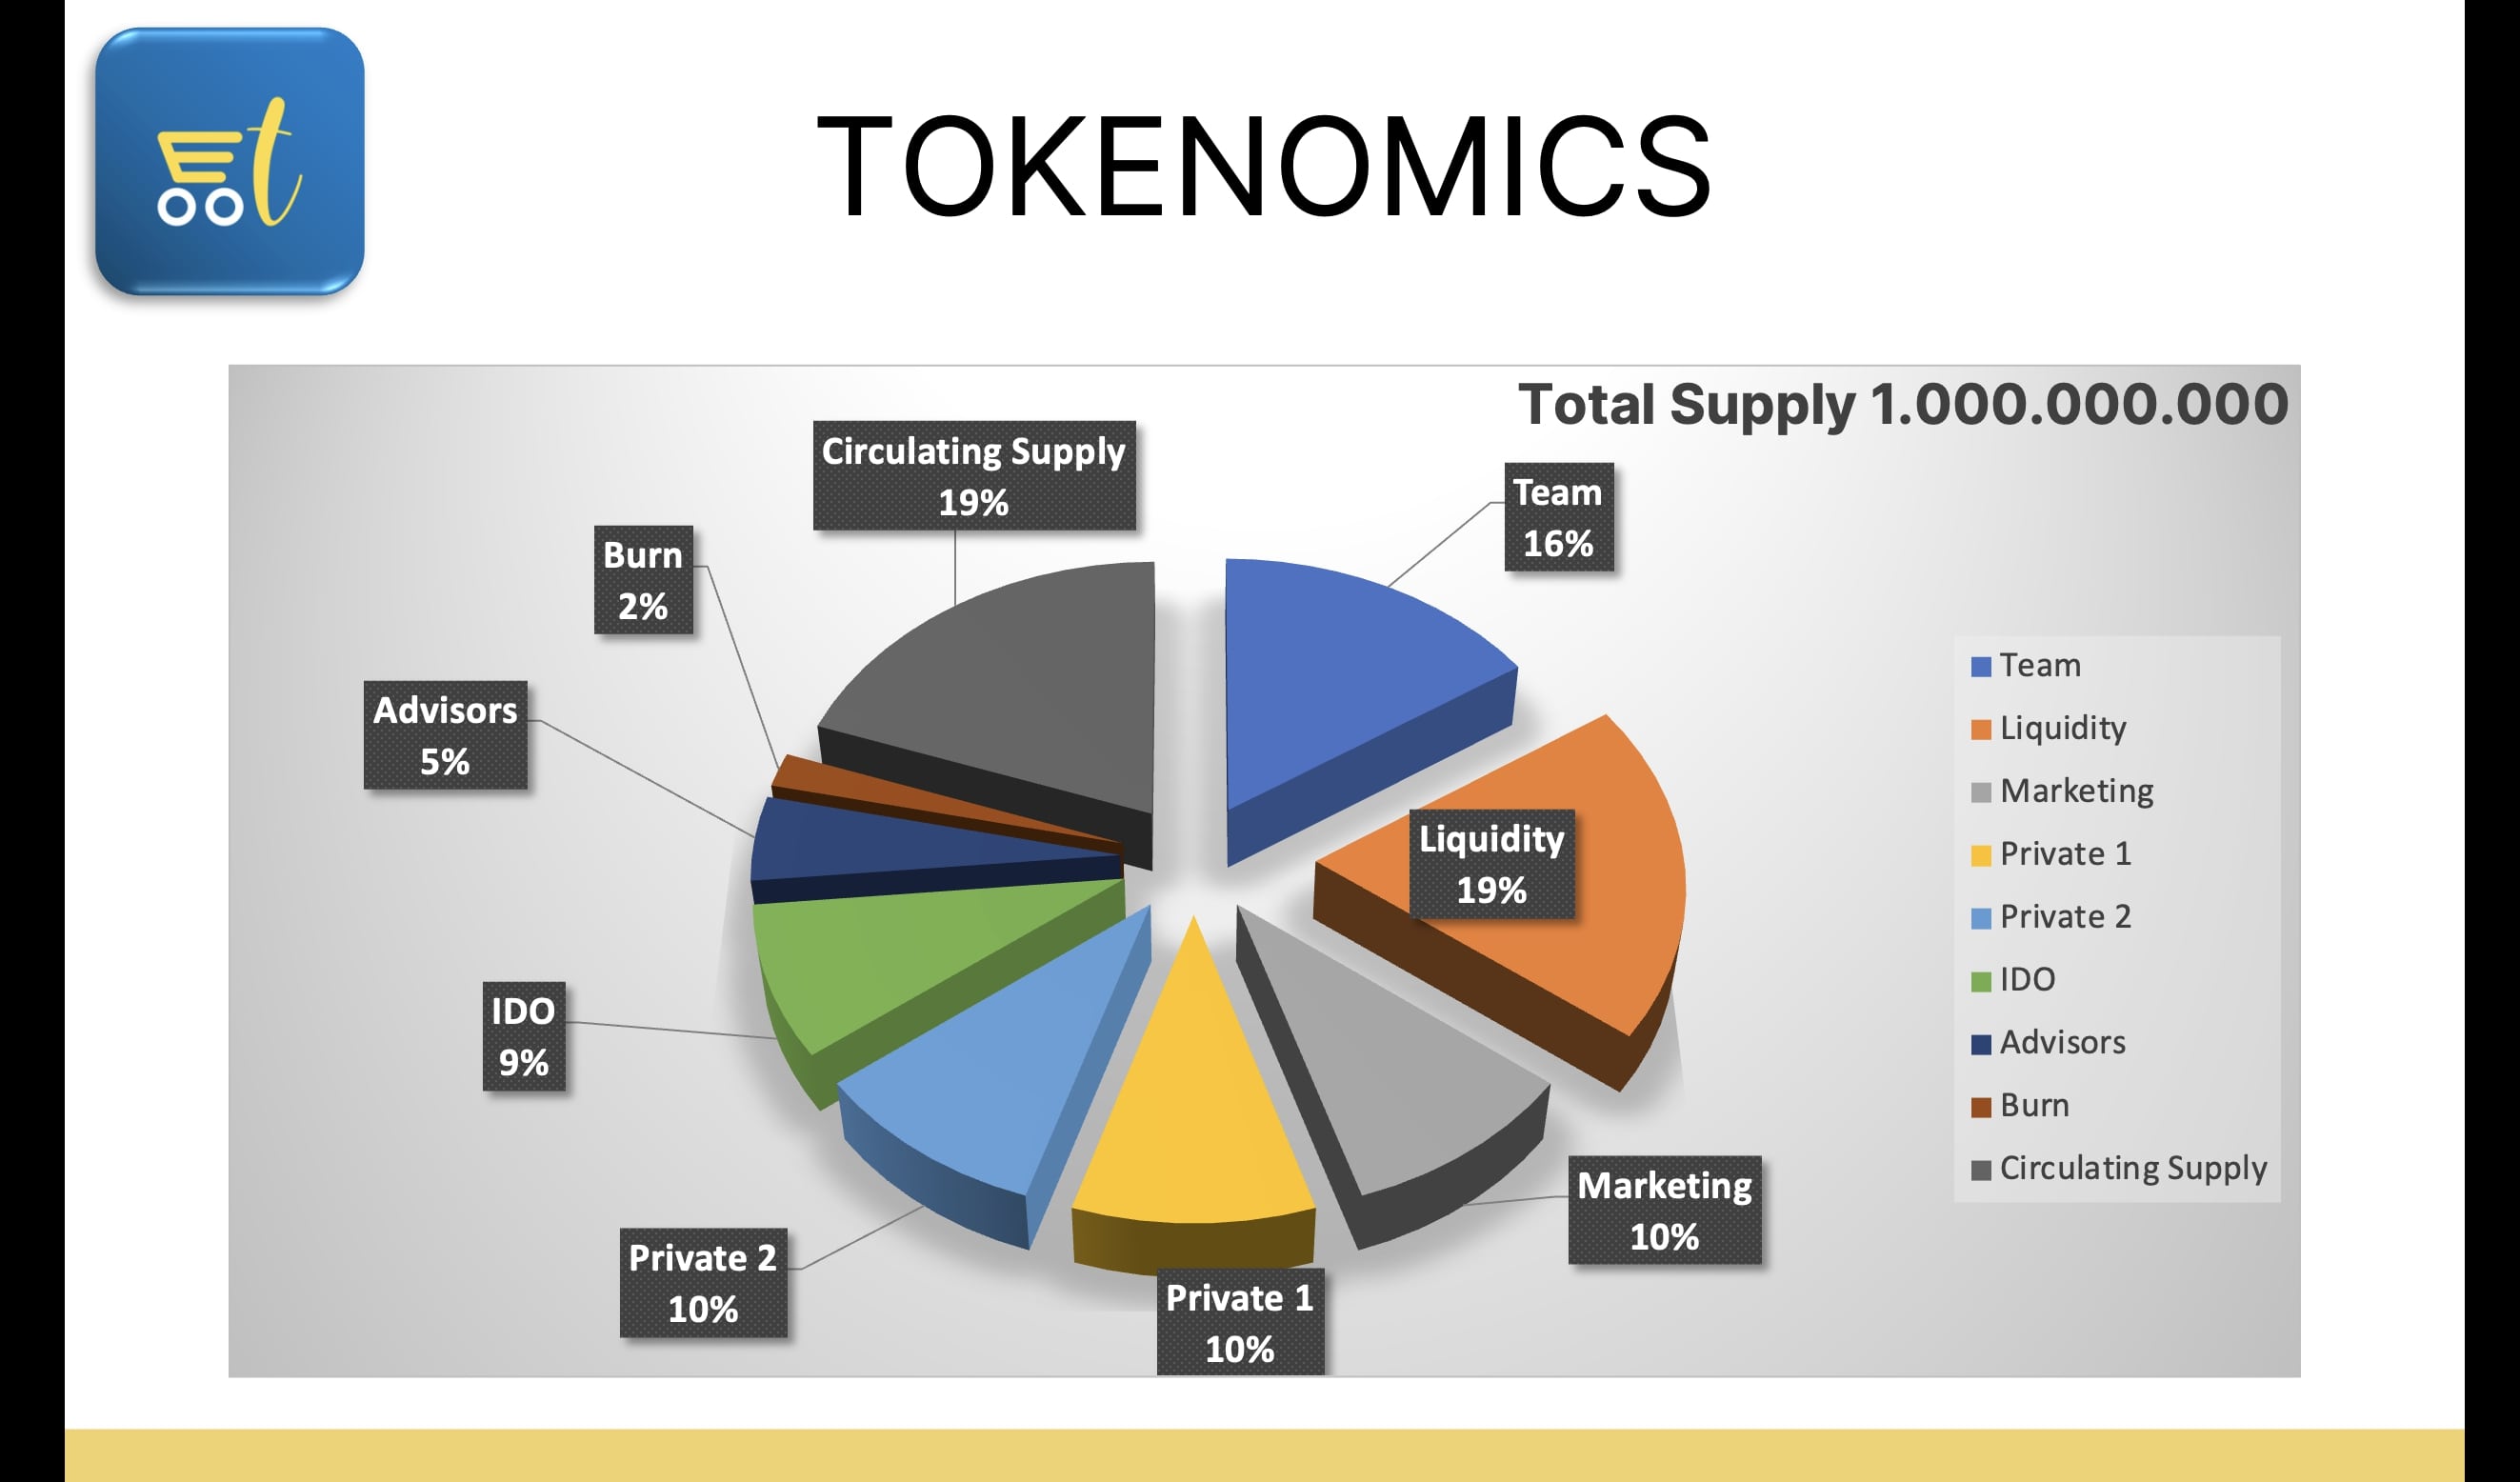 t
TOKENOMICS
Total Supply 1.000.000.000
Circulating Supply
19%
Team
16%
Burn
2%
Advisors
5%
Liquidity
19%
IDO
9%
Marketing
10%
Private 2
10%
Private 1
10%
Team
Liquidity
Marketing
Private 1
Private 2
IDO
Advisors
Burn
Circulating Supply